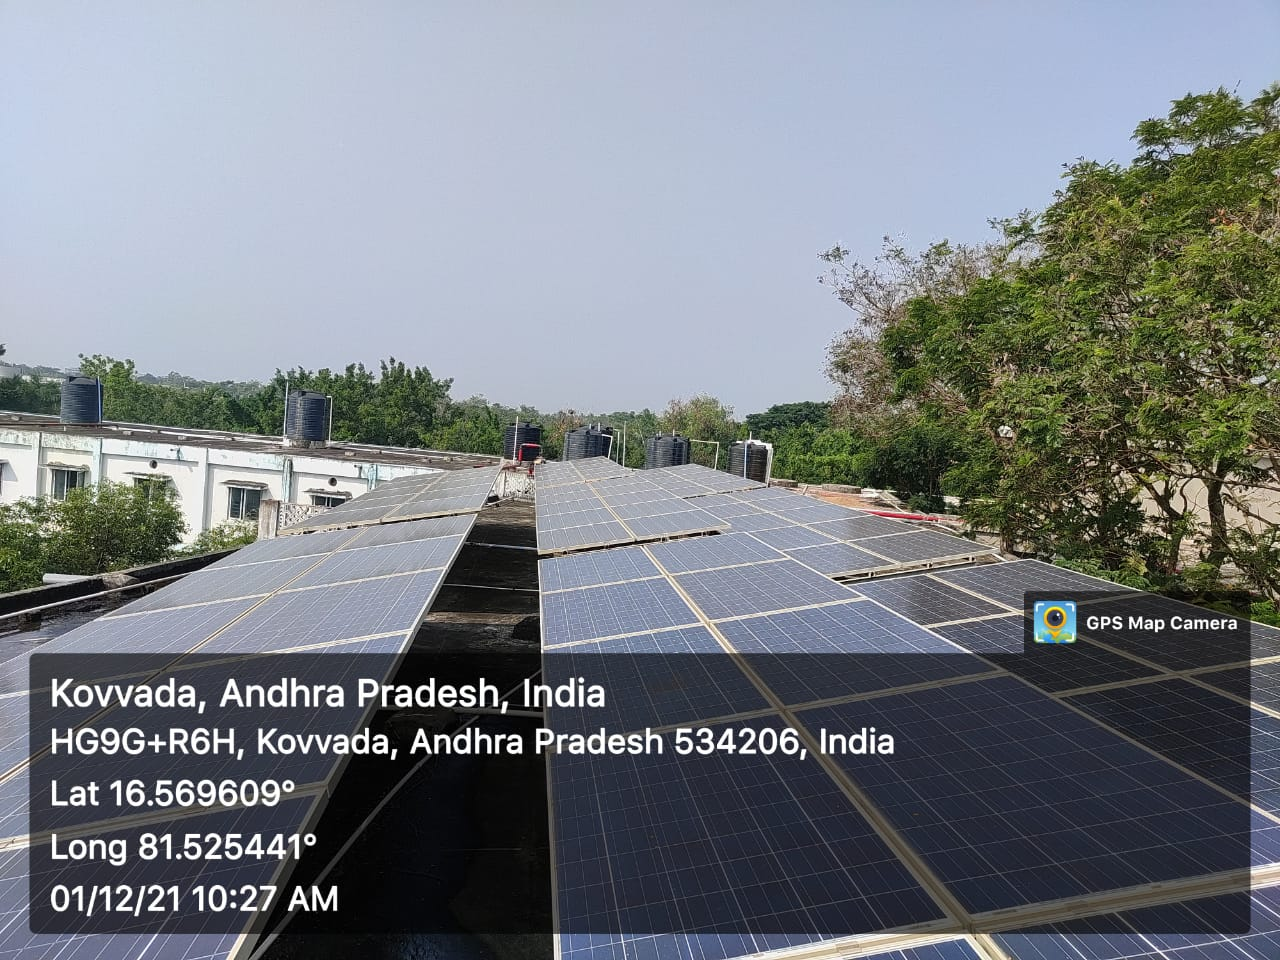 GPS Map Camera
Kovvada, Andhra Pradesh, India
HG9G+R6H, Kovvada, Andhra Pradesh 534206, India
Lat 16.569609°
Long 81.525441°
01/12/21 10:27 AM